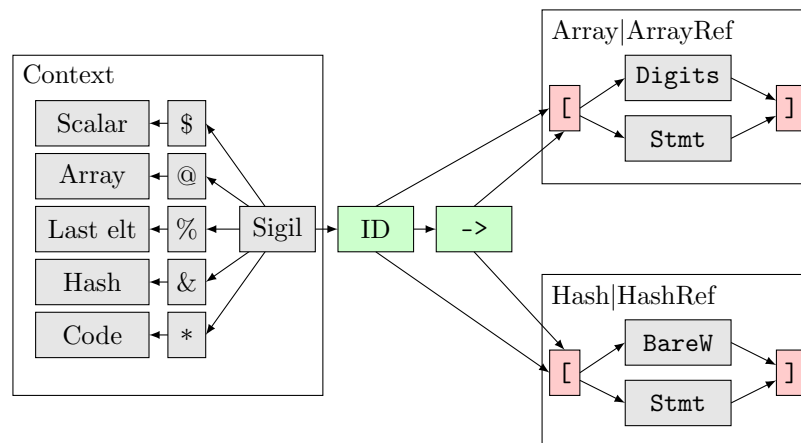 Context
Scalar $
Array @
Last elt %
Hash &
Code *
Sigil
ID
->
Array|ArrayRef
[
Digits
Stmt
]
Hash|HashRef
[
BareW
Stmt
]